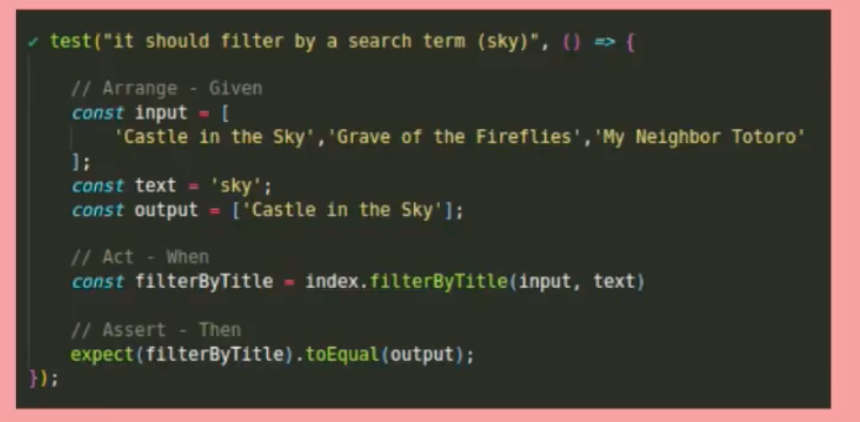 ✔ test("it should filter by a search term (sky)", () => {
// Arrange - Given
const input = [
'Castle in the Sky','Grave of the Fireflies','My Neighbor Totoro'
];
const text = 'sky';
const output = ['Castle in the Sky'];
// Act - When
const filterByTitle = index.filterByTitle(input, text)
// Assert - Then
expect(filterByTitle).toEqual(output);
});